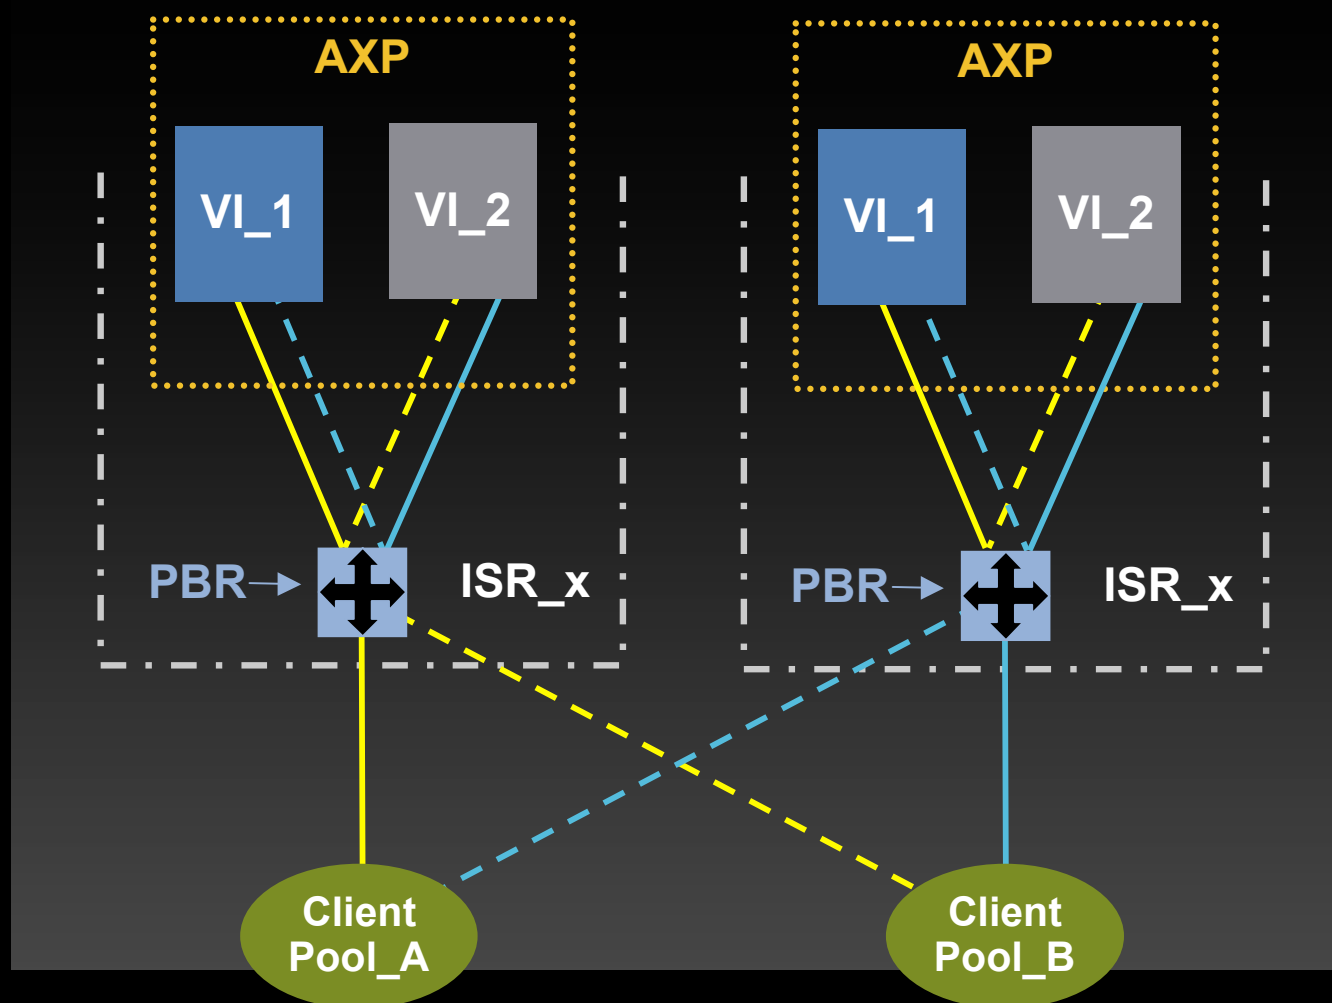 AXP
VI_1
VI_2
PBR
ISR_x
Client
Pool_A
AXP
VI_1
VI_2
PBR
ISR_x
Client
Pool_B